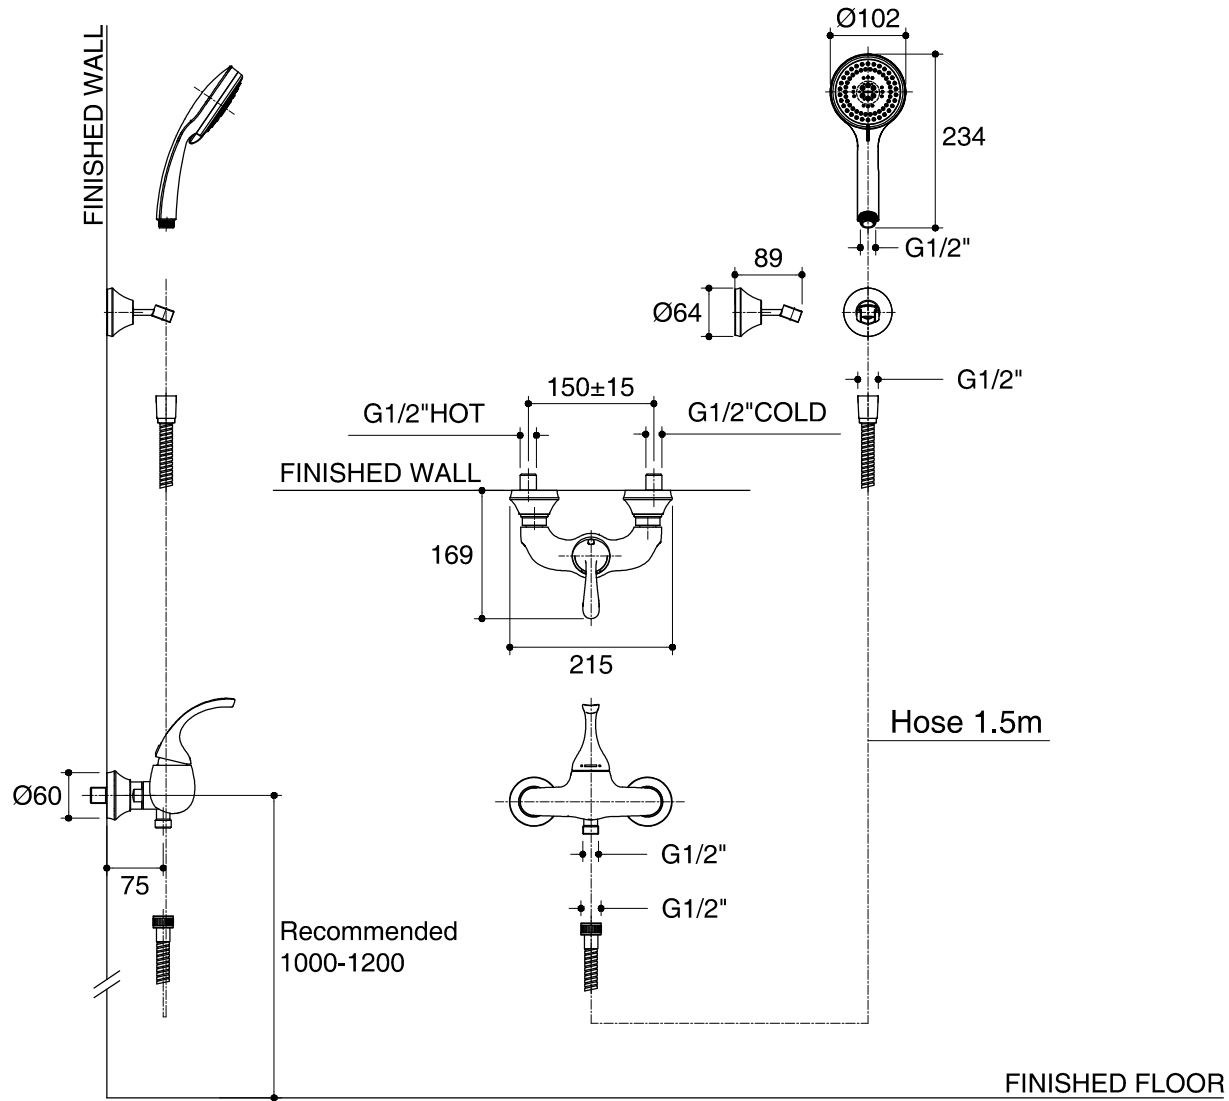 FINISHED WALL
Ø102
234
G1/2"
89
Ø64
G1/2"
150±15
G1/2"HOT
G1/2"COLD
FINISHED WALL
169
215
Hose 1.5m
Ø60
75
G1/2"
G1/2"
Recommended
1000-1200
FINISHED FLOOR